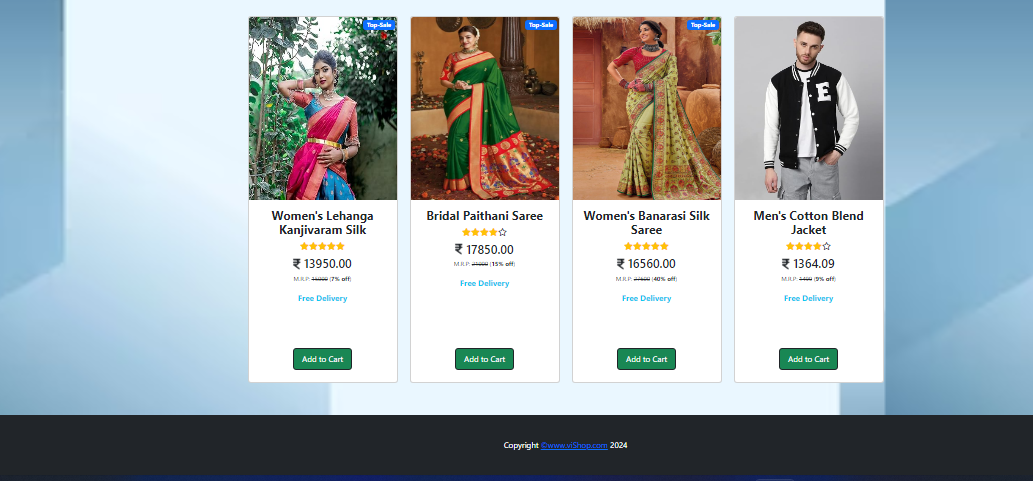 Top-Sale
Women's Lehanga
Kanjivaram Silk
₹ 13950.00
M.R.P: 15000 (7% off)
Free Delivery
Add to Cart
Top-Sale
Bridal Paithani Saree
₹ 17850.00
M.R.P: 21000 (15% off)
Free Delivery
Add to Cart
Top-Sale
Women's Banarasi Silk
Saree
₹ 16560.00
M.R.P: 27600 (40% off)
Free Delivery
Add to Cart
E
Men's Cotton Blend
Jacket
₹ 1364.09
M.R.P: 1499 (9% off)
Free Delivery
Add to Cart
Copyright ©www.viShop.com 2024